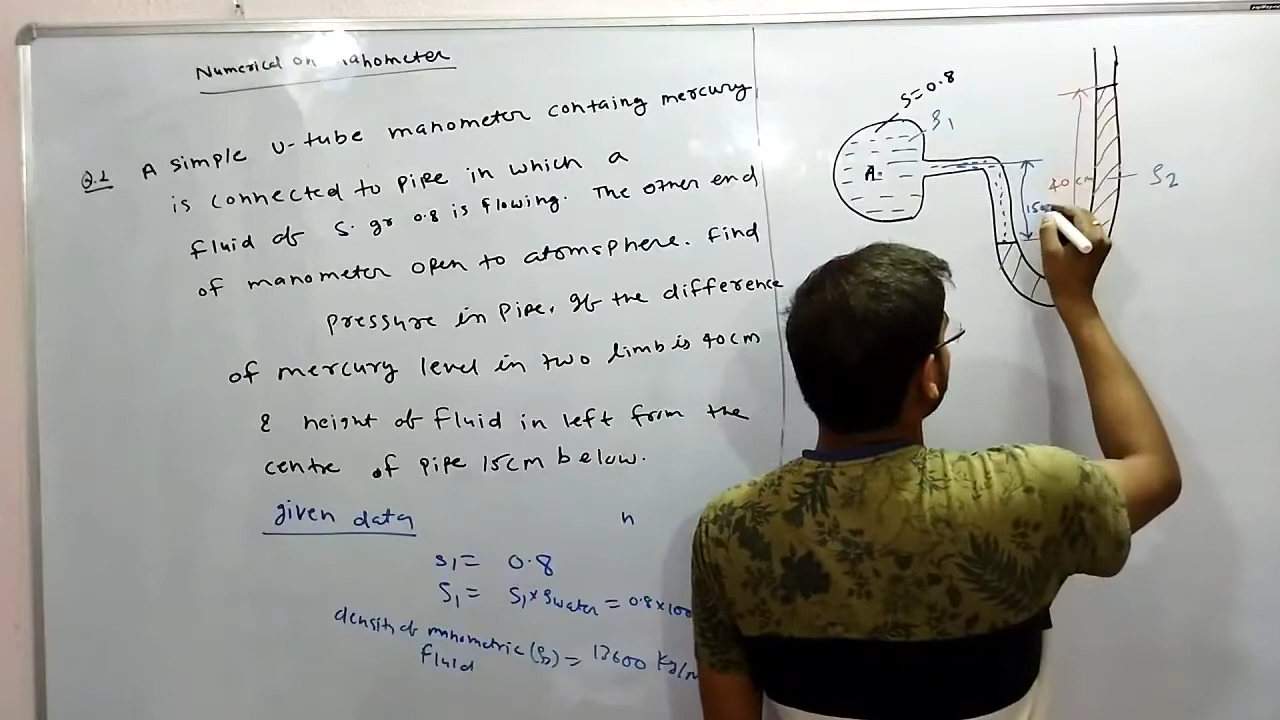 Numerical on Manometer
Q.1 A simple U-tube manometer containg mercury
is connected to pipe in which a
fluid of S. gr 0.8 is flowing. The other end
of manometer open to atomsphere. Find
pressure in pipe. If the difference
of mercury level in two limb is 40cm
& height of fluid in left from the
centre of pipe 15cm below.
given data
h
s1 = 0.8
ρ1 = S1 × ρwater = 0.8×100
density of manometric (ρ2) = 13600 Kg/m
fluid
S=0.8
ρ1
A.
40 cm
ρ2